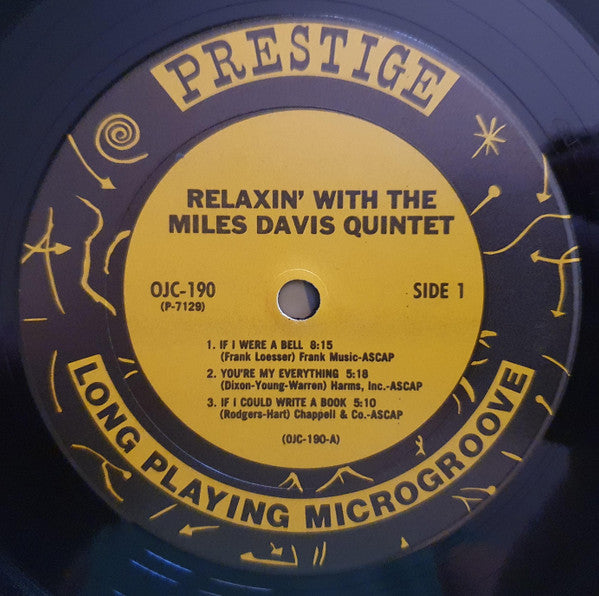 PRESTIGE
RELAXIN' WITH THE
MILES DAVIS QUINTET
OJC-190
(P-7129)
SIDE 1
1. IF I WERE A BELL 8:15
(Frank Loesser) Frank Music-ASCAP
2. YOU'RE MY EVERYTHING 5:18
(Dixon-Young-Warren) Harms, Inc.-ASCAP
3. IF I COULD WRITE A BOOK 5:10
(Rodgers-Hart) Chappell & Co.-ASCAP
(OJC-190-A)
LONG PLAYING MICROGROOVE